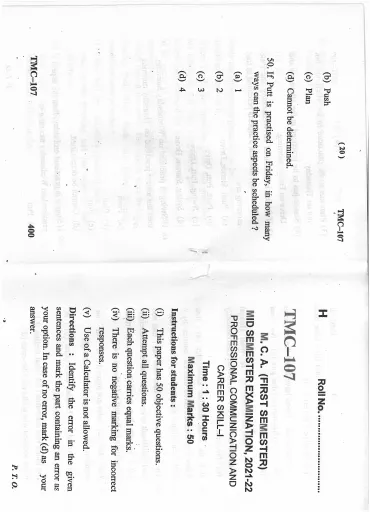 ( 20 )
TMC–107
(b) Push
(c) Plan
(d) Cannot be determined.
50. If Putt is practised on Friday, in how many
ways can the practice aspects be scheduled ?
(a) 1
(b) 2
(c) 3
(d) 4
TMC–107
400
H
Roll No. ..............................
TMC–107
M. C. A. (FIRST SEMESTER)
MID SEMESTER EXAMINATION, 2021-22
PROFESSIONAL COMMUNICATION AND
CAREER SKILL–I
Time : 1 : 30 Hours
Maximum Marks : 50
Instructions for students :
(i) This paper has 50 objective questions.
(ii) Attempt all questions.
(iii) Each question carries equal marks.
(iv) There is no negative marking for incorrect
responses.
(v) Use of a Calculator is not allowed.
Directions : Identify the error in the given
sentences and mark the part containing an error as
your option. In case of no error, mark (d) as your
answer.
P. T. O.